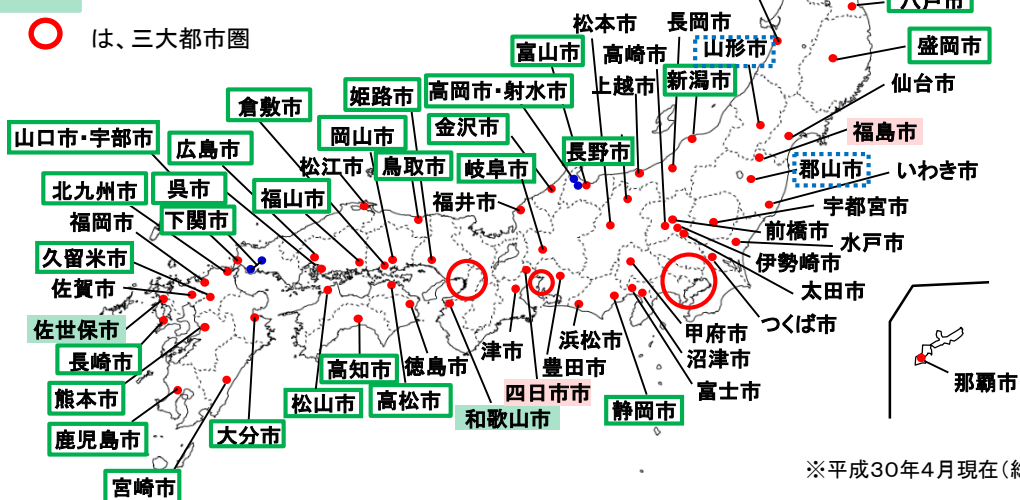 八戸市
は、三大都市圏
松本市
長岡市
高崎市
山形市
富山市
盛岡市
上越市
新潟市
仙台市
倉敷市
姫路市
高岡市・射水市
金沢市
福島市
山口市・宇部市
広島市
岡山市
長野市
松江市
鳥取市
岐阜市
郡山市
いわき市
北九州市
呉市
福山市
福井市
福岡市
下関市
宇都宮市
前橋市
水戸市
久留米市
伊勢崎市
佐賀市
太田市
佐世保市
つくば市
浜松市
甲府市
津市
沼津市
長崎市
高知市
徳島市
豊田市
那覇市
熊本市
松山市
高松市
四日市市
富士市
和歌山市
静岡市
鹿児島市
大分市
宮崎市
※平成30年4月現在